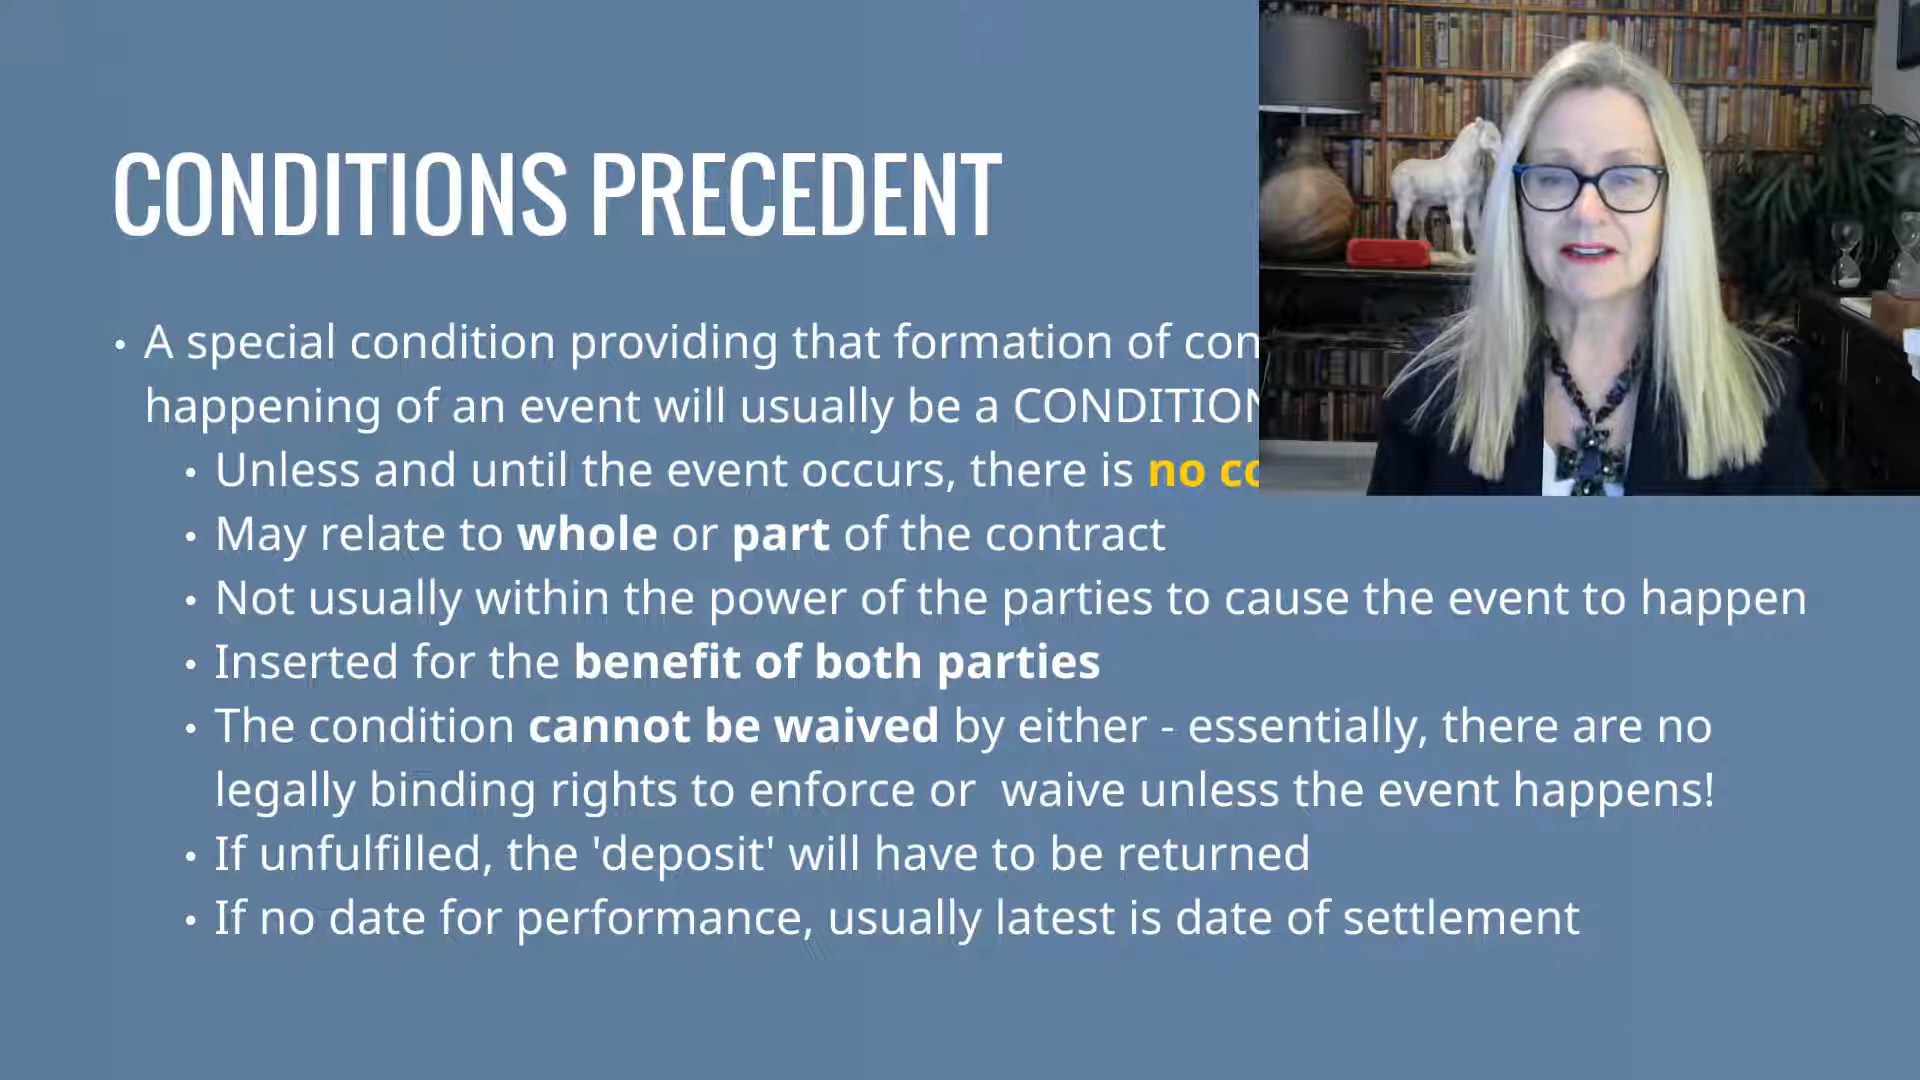 CONDITIONS PRECEDENT
• A special condition providing that formation of
happening of an event will usually be a CONDITION
• Unless and until the event occurs, there is no
• May relate to whole or part of the contract
• Not usually within the power of the parties to cause the event to happen
• Inserted for the benefit of both parties
• The condition cannot be waived by either - essentially, there are no
legally binding rights to enforce or waive unless the event happens!
• If unfulfilled, the 'deposit' will have to be returned
• If no date for performance, usually latest is date of settlement